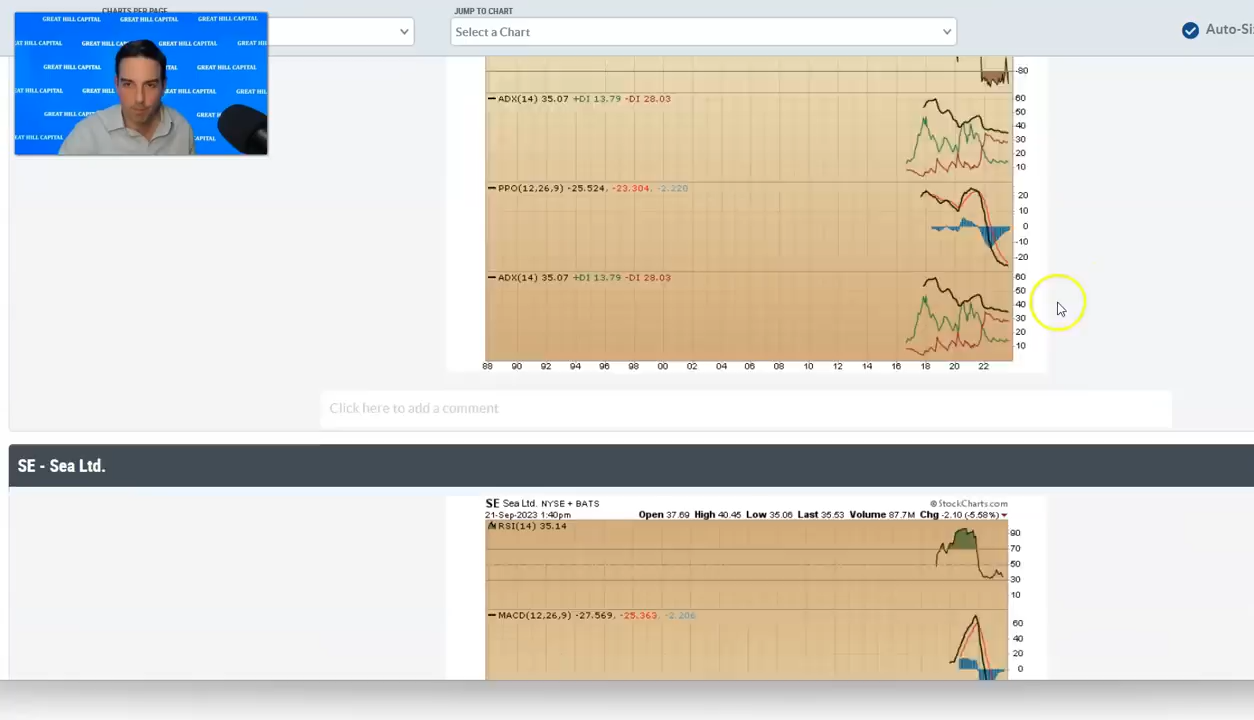 CHARTS PER PAGE
JUMP TO CHART
GREAT HILL CAPITAL GREAT HILL CAPITAL GREAT HILL CAPITAL
Select a Chart
Auto-Siz
-80
ADX(14) 35.07 +DI 13.79 -DI 28.03
60
50
40
30
20
10
PPO(12,26,9) -25.524, -23.304, -2.220
20
10
0
-10
-20
ADX(14) 35.07 +DI 13.79 -DI 28.03
60
50
40
30
20
10
88 90 92 94 96 98 00 02 04 06 08 10 12 14 16 18 20 22
Click here to add a comment
SE - Sea Ltd.
SE Sea Ltd. NYSE + BATS
© StockCharts.com
21-Sep-2023 1:40pm
Open 37.69 High 40.45 Low 35.06 Last 35.53 Volume 87.7M Chg -2.10 (-5.58%)
RSI(14) 35.14
90
70
50
30
10
MACD(12,26,9) -27.569, -25.363, -2.206
60
40
20
0